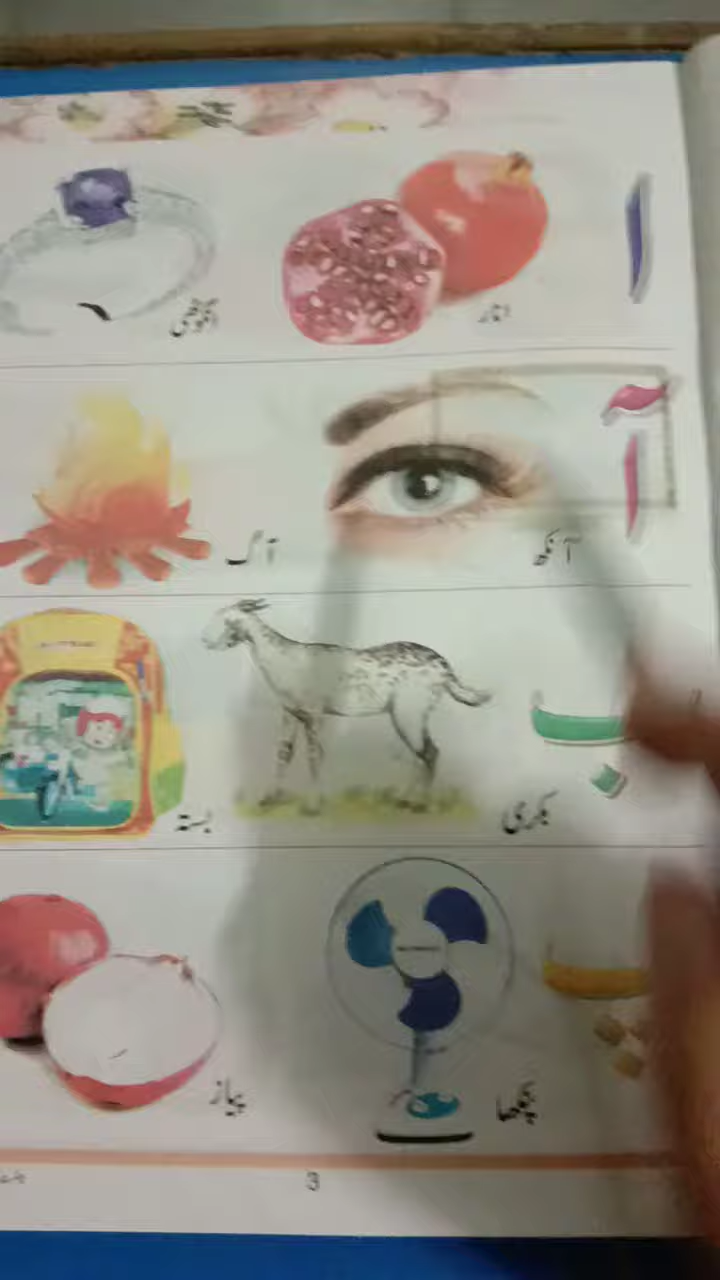 ا انار انگوٹھی
آ آنکھ آگ
ب بکری بستہ
پ پنکھا پیاز
3